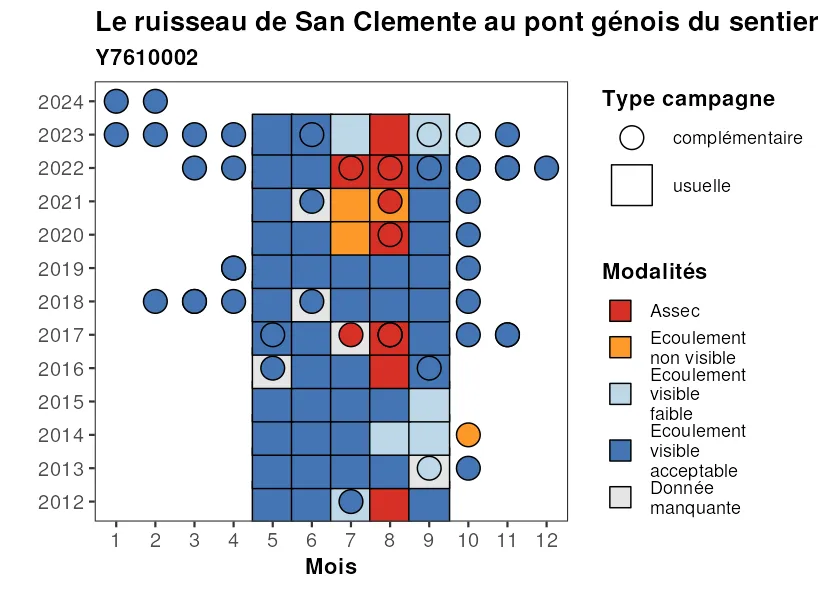 Le ruisseau de San Clemente au pont génois du sentier
Y7610002
2024
2023
2022
2021
2020
2019
2018
2017
2016
2015
2014
2013
2012
1 2 3 4 5 6 7 8 9 10 11 12
Mois
Type campagne
complémentaire
usuelle
Modalités
Assec
Ecoulement
non visible
Ecoulement
visible
faible
Ecoulement
visible
acceptable
Donnée
manquante